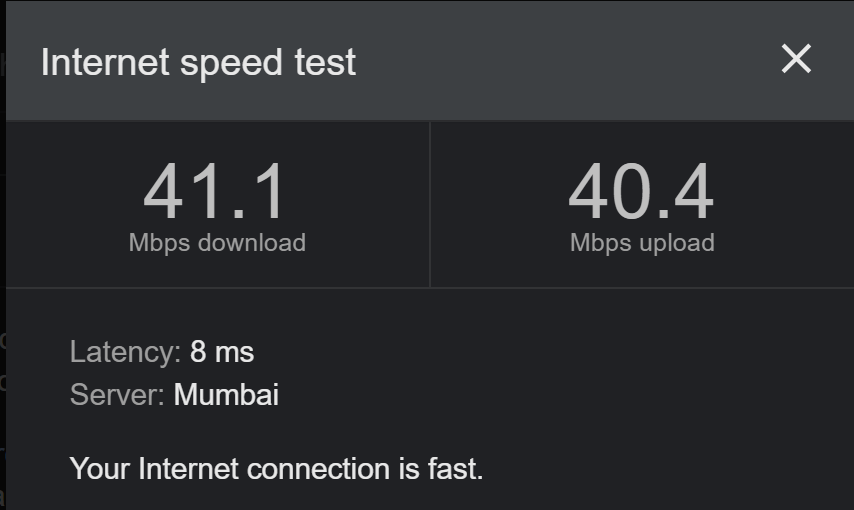 Internet speed test
41.1
Mbps download
40.4
Mbps upload
Latency: 8 ms
Server: Mumbai
Your Internet connection is fast.